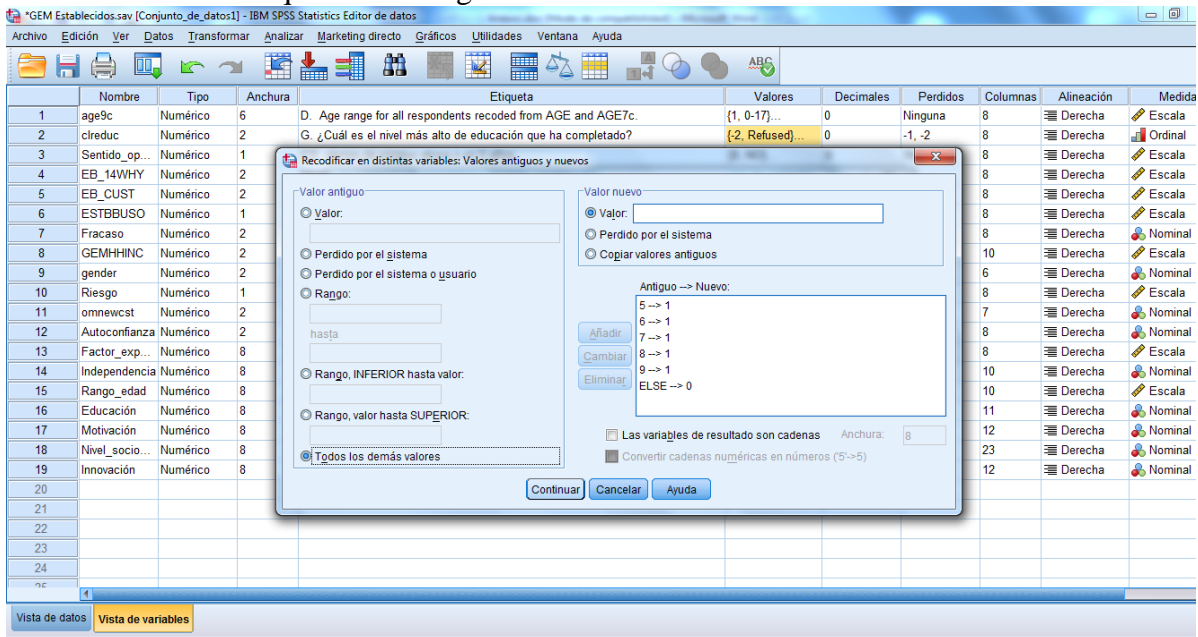 *GEM Establecidos.sav [Conjunto_de_datos1] - IBM SPSS Statistics Editor de datos
Archivo Edición Ver Datos Transformar Analizar Marketing directo Gráficos Utilidades Ventana Ayuda
Nombre Tipo Anchura Etiqueta Valores Decimales Perdidos Columnas Alineación Medida
1 age9c Numérico 6 D. Age range for all respondents recoded from AGE and AGE7c. {1, 0-17}... 0 Ninguna 8 Derecha Escala
2 clreduc Numérico 2 G. ¿Cuál es el nivel más alto de educación que ha completado? {-2, Refused}... 0 -1, -2 8 Derecha Ordinal
3 Sentido_op... Numérico 1 8 Derecha Escala
4 EB_14WHY Numérico 2 8 Derecha Escala
5 EB_CUST Numérico 2 8 Derecha Escala
6 ESTBBUSO Numérico 1 8 Derecha Escala
7 Fracaso Numérico 2 8 Derecha Nominal
8 GEMHHINC Numérico 2 10 Derecha Escala
9 gender Numérico 2 6 Derecha Nominal
10 Riesgo Numérico 1 8 Derecha Escala
11 omnewcst Numérico 2 7 Derecha Nominal
12 Autoconfianza Numérico 2 8 Derecha Nominal
13 Factor_exp... Numérico 8 8 Derecha Escala
14 Independencia Numérico 8 10 Derecha Nominal
15 Rango_edad Numérico 8 10 Derecha Escala
16 Educación Numérico 8 11 Derecha Nominal
17 Motivación Numérico 8 12 Derecha Nominal
18 Nivel_socio... Numérico 8 23 Derecha Nominal
19 Innovación Numérico 8 12 Derecha Nominal
20
21
22
23
24
25
Recodificar en distintas variables: Valores antiguos y nuevos
Valor antiguo
Valor:
Perdido por el sistema
Perdido por el sistema o usuario
Rango:
hasta
Rango, INFERIOR hasta valor:
Rango, valor hasta SUPERIOR:
Todos los demás valores
Valor nuevo
Valor:
Perdido por el sistema
Copiar valores antiguos
Antiguo --> Nuevo:
5 --> 1
6 --> 1
7 --> 1
8 --> 1
9 --> 1
ELSE --> 0
Añadir
Cambiar
Eliminar
Las variables de resultado son cadenas Anchura: 8
Convertir cadenas numéricas en números ('5'->5)
Continuar Cancelar Ayuda
Vista de datos Vista de variables